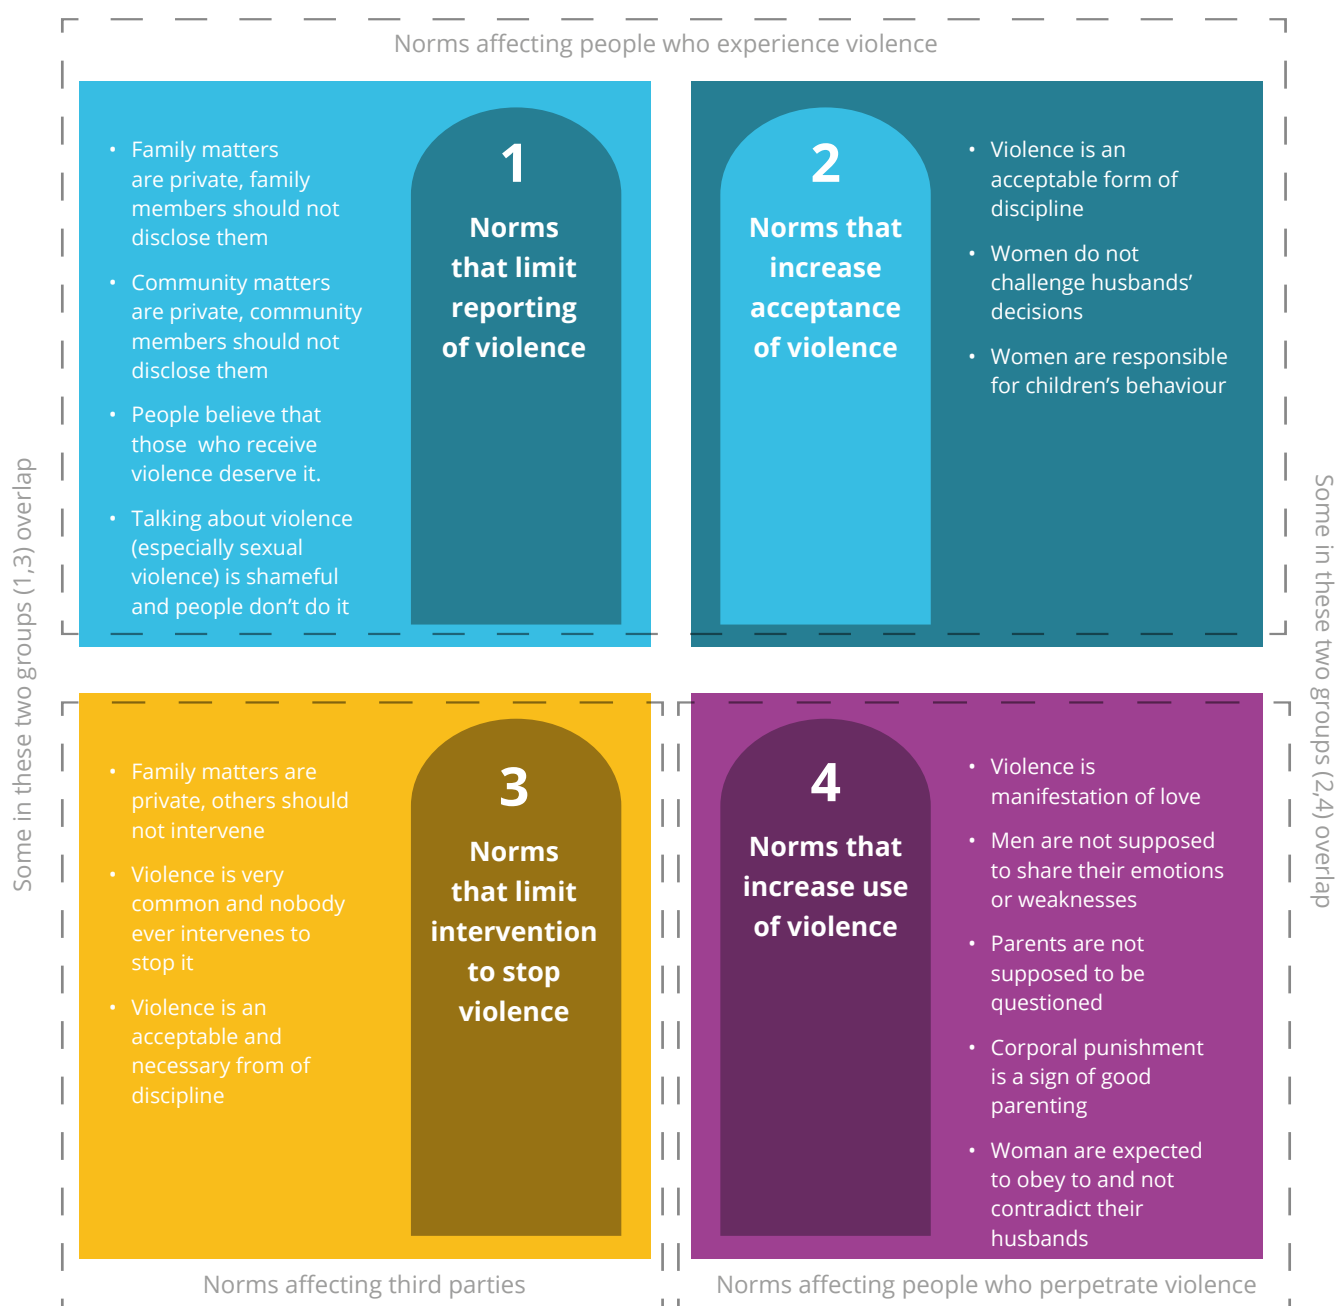 Norms affecting people who experience violence
• Family matters
are private, family
members should not
disclose them
• Community matters
are private, community
members should not
disclose them
• People believe that
those  who receive
violence deserve it.
• Talking about violence
(especially sexual
violence) is shameful
and people don’t do it
1
Norms
that limit
reporting
of violence
2
Norms that
increase
acceptance
of violence
• Violence is an
acceptable form of
discipline
• Women do not
challenge husbands’
decisions
• Women are responsible
for children’s behaviour
Some in these two groups (1,3) overlap
Some in these two groups (2,4) overlap
• Family matters are
private, others should
not intervene
• Violence is very
common and nobody
ever intervenes to
stop it
• Violence is an
acceptable and
necessary from of
discipline
3
Norms
that limit
intervention
to stop
violence
4
Norms that
increase use
of violence
• Violence is
manifestation of love
• Men are not supposed
to share their emotions
or weaknesses
• Parents are not
supposed to be
questioned
• Corporal punishment
is a sign of good
parenting
• Woman are expected
to obey to and not
contradict their
husbands
Norms affecting third parties
Norms affecting people who perpetrate violence